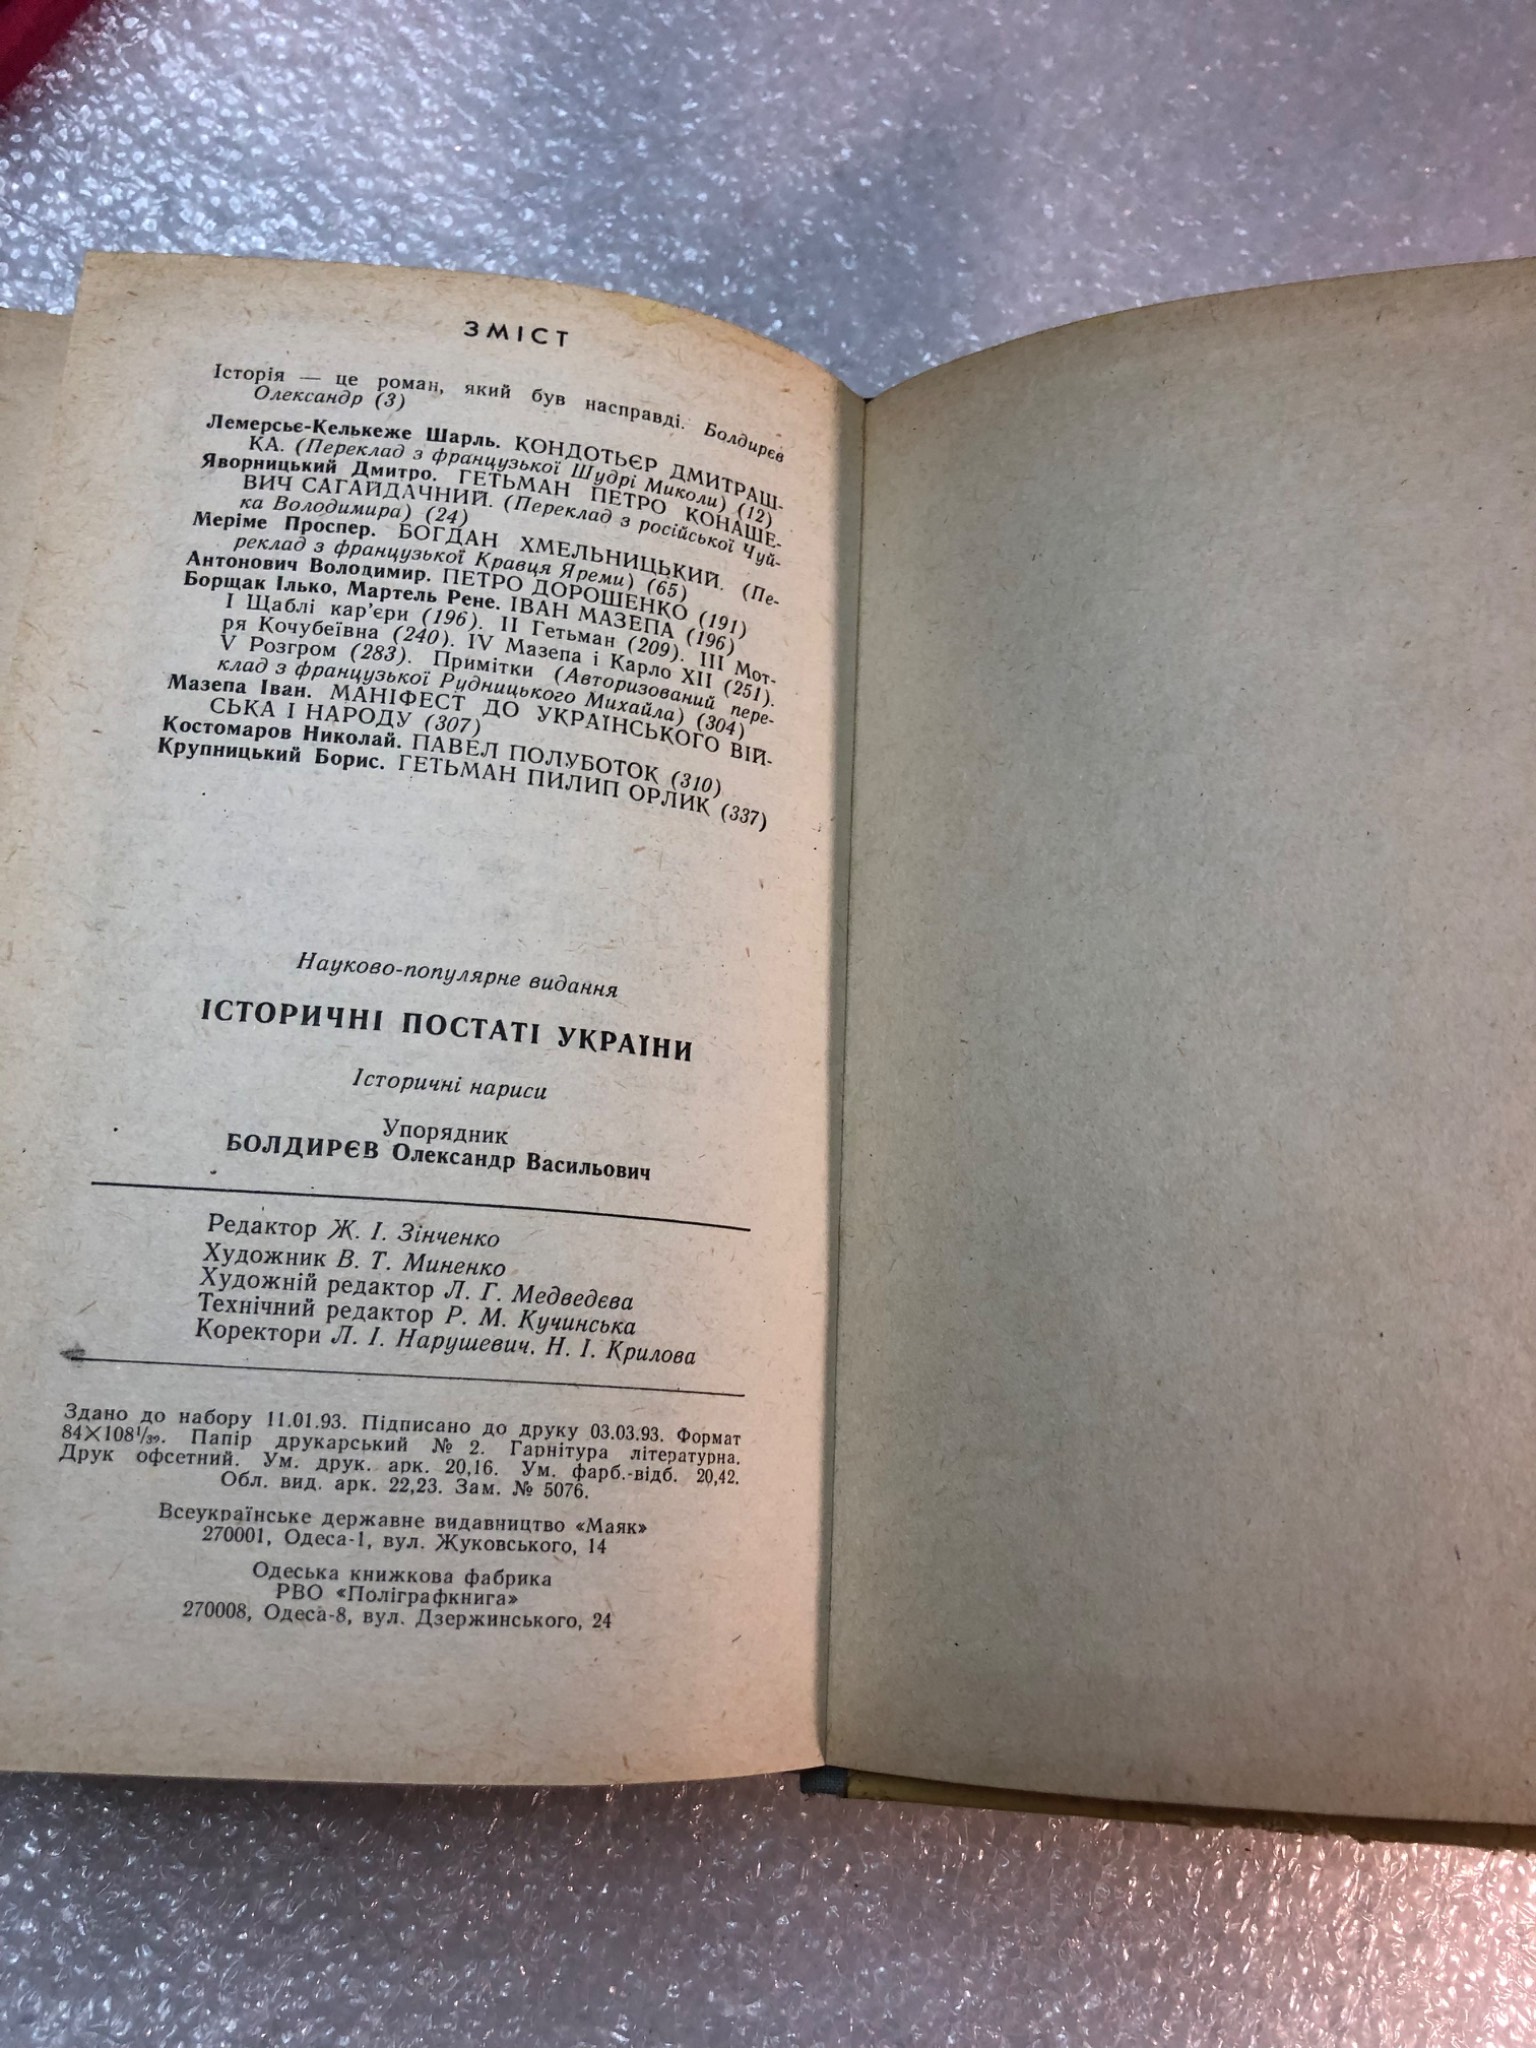 ЗМІСТ
Історія — це роман, який був насправді. Болдирєв
Олександр (3)
Лемерсьє-Келькеже Шарль. КОНДОТЬЄР ДМИТРАШ-
КА. (Переклад з французької Шудрі Миколи) (12)
Яворницький Дмитро. ГЕТЬМАН ПЕТРО КОНАШЕ-
ВИЧ САГАЙДАЧНИЙ. (Переклад з російської Чуй-
ка Володимира) (24)
Меріме Проспер. БОГДАН ХМЕЛЬНИЦЬКИЙ. (Пе-
реклад з французької Кравця Яреми) (65)
Антонович Володимир. ПЕТРО ДОРОШЕНКО (191)
Борщак Ілько, Мартель Рене. ІВАН МАЗЕПА (196)
I Щаблі кар'єри (196). II Гетьман (209). III Мот-
ря Кочубеївна (240). IV Мазепа і Карло XII (251).
V Розгром (283). Примітки (Авторизований пере-
клад з французької Рудницького Михайла) (304)
Мазепа Іван. МАНІФЕСТ ДО УКРАЇНСЬКОГО ВІЙ-
СЬКА І НАРОДУ (307)
Костомаров Николай. ПАВЕЛ ПОЛУБОТОК (310)
Крупницький Борис. ГЕТЬМАН ПИЛИП ОРЛИК (337)
Науково-популярне видання
ІСТОРИЧНІ ПОСТАТІ УКРАЇНИ
Історичні нариси
Упорядник
БОЛДИРЄВ Олександр Васильович
Редактор Ж. І. Зінченко
Художник В. Т. Миненко
Художній редактор Л. Г. Медведєва
Технічний редактор Р. М. Кучинська
Коректори Л. І. Нарушевич, Н. І. Крилова
Здано до набору 11.01.93. Підписано до друку 03.03.93. Формат
84×108¹/₃₂. Папір друкарський № 2. Гарнітура літературна.
Друк офсетний. Ум. друк. арк. 20,16. Ум. фарб.-відб. 20,42.
Обл. вид. арк. 22,23. Зам. № 5076.
Всеукраїнське державне видавництво «Маяк»
270001, Одеса-1, вул. Жуковського, 14
Одеська книжкова фабрика
РВО «Поліграфкнига»
270008, Одеса-8, вул. Дзержинського, 24